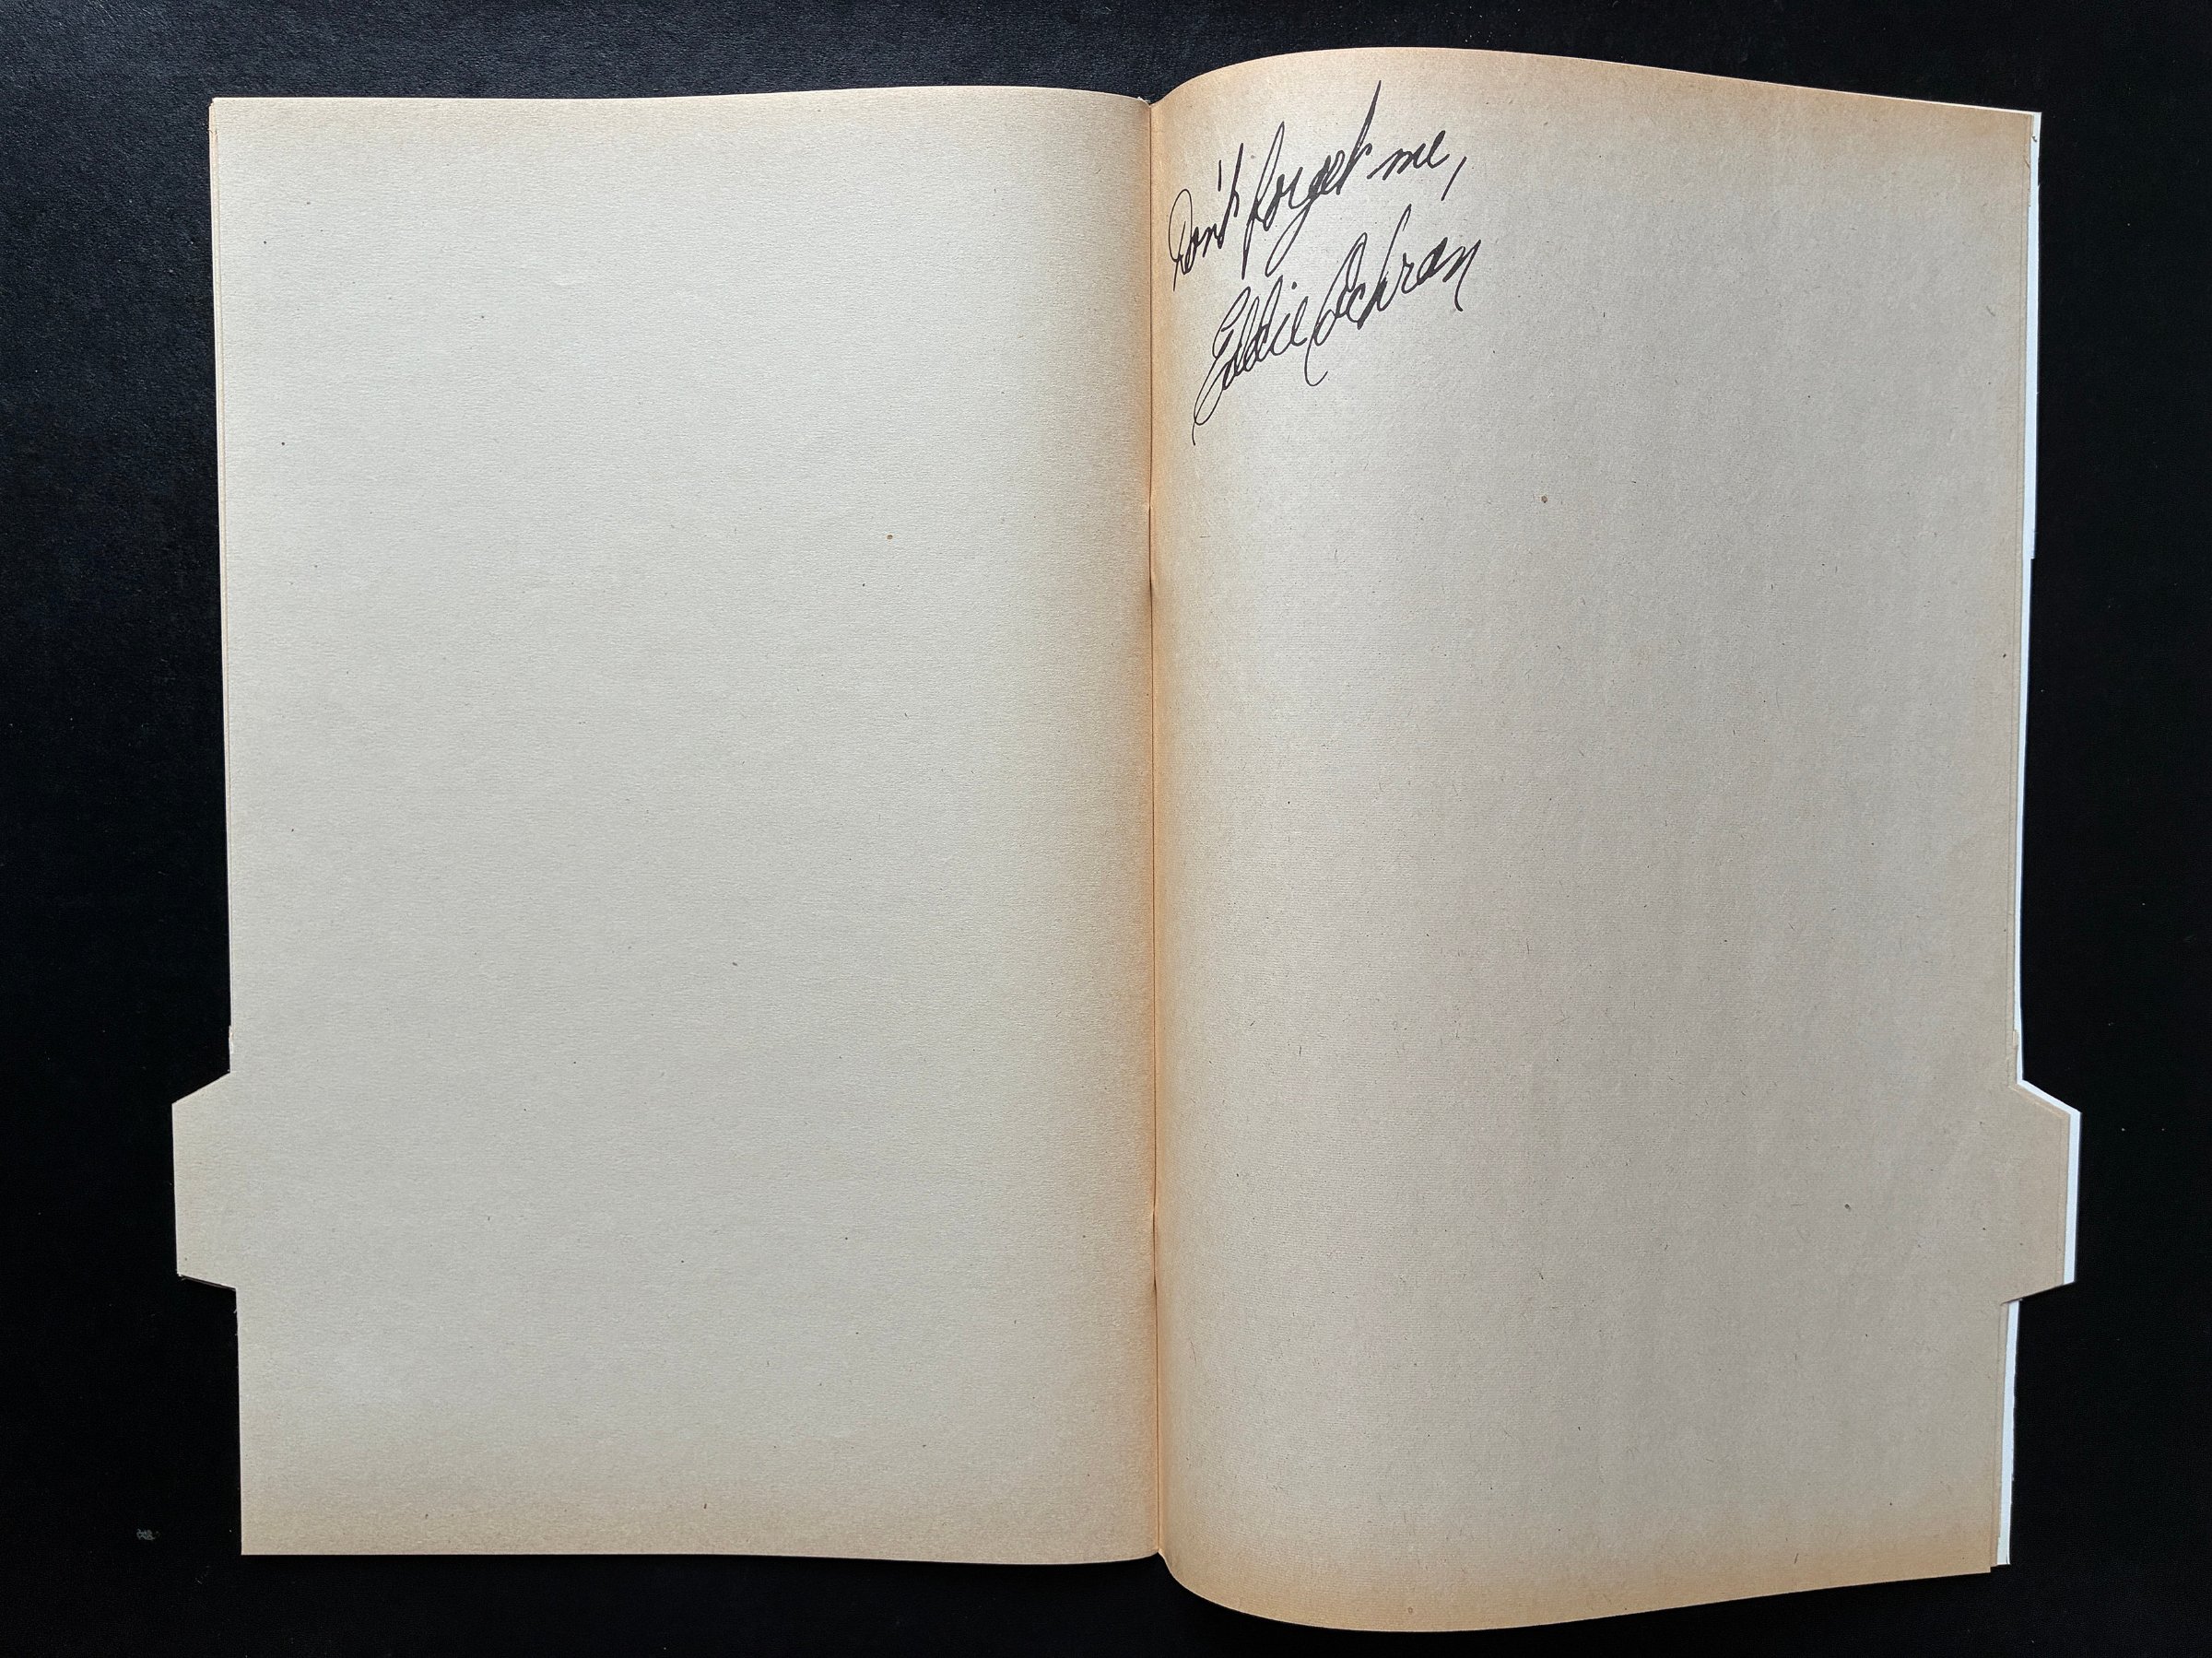 Don't forget me,
Eddie Cochran